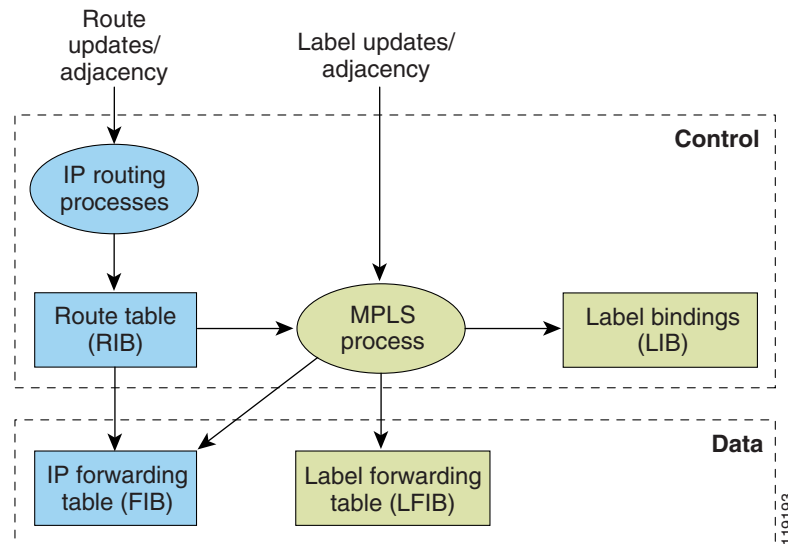 Route
updates/
adjacency
Label updates/
adjacency
Control
IP routing
processes
Route table
(RIB)
MPLS
process
Label bindings
(LIB)
Data
IP forwarding
table (FIB)
Label forwarding
table (LFIB)
119193